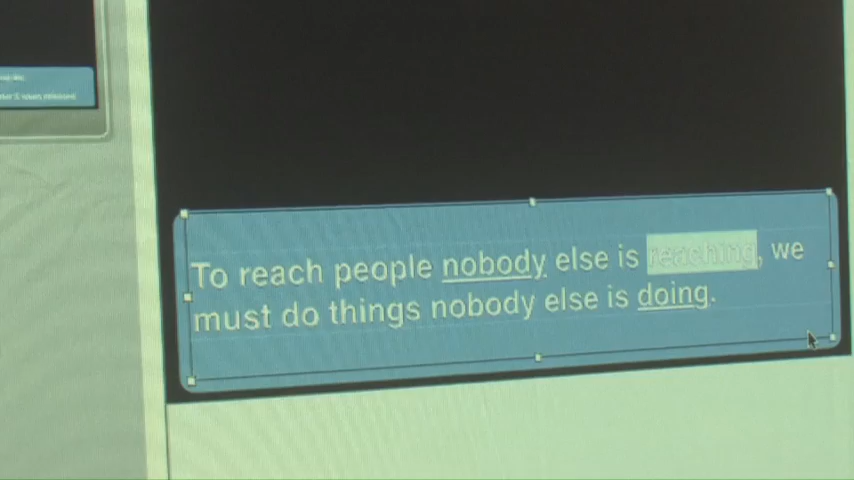 To reach people nobody else is reaching, we
must do things nobody else is doing.